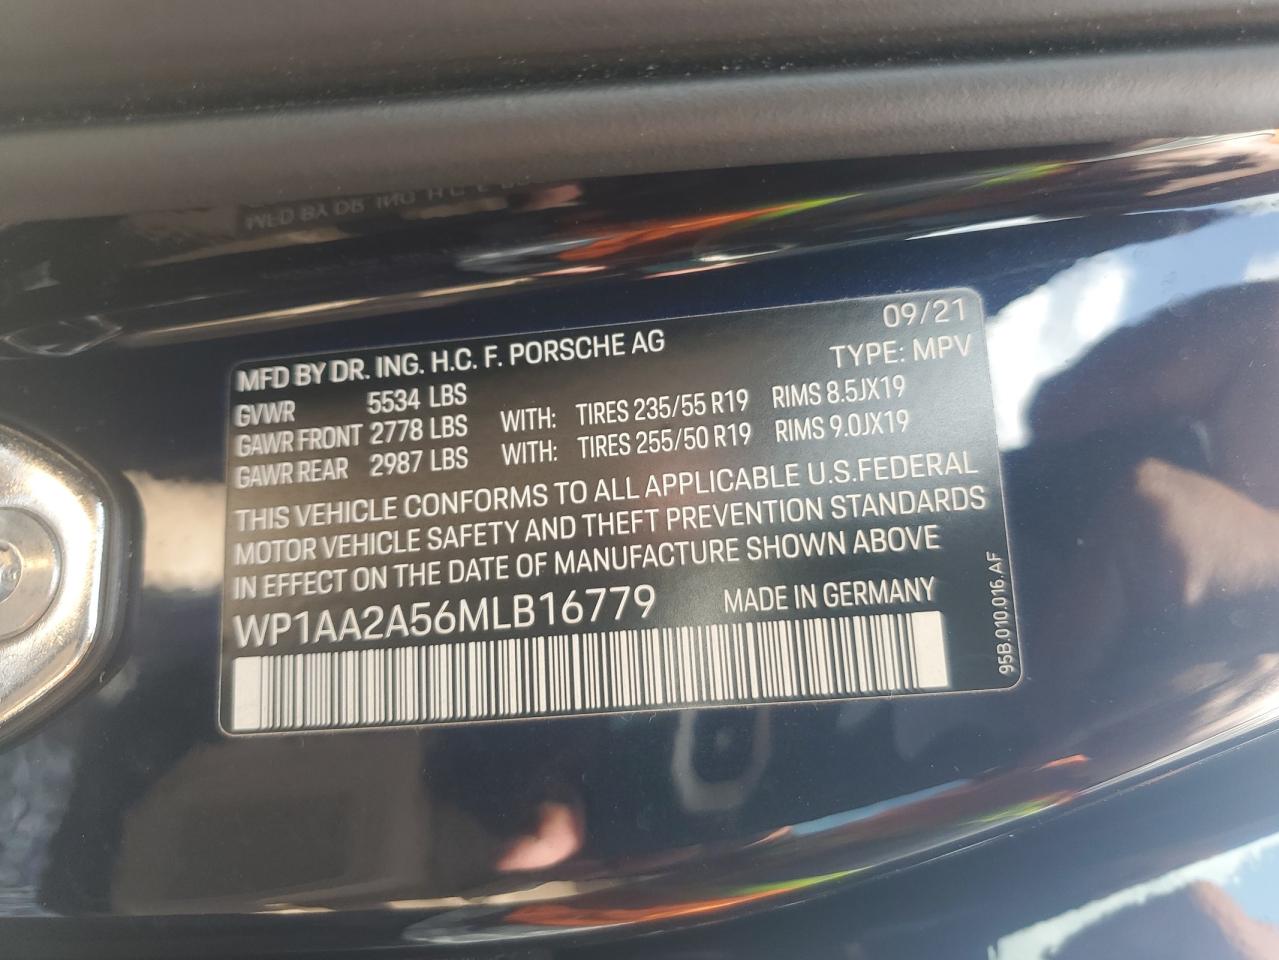 09/21
MFD BY DR. ING. H.C. F. PORSCHE AG
TYPE: MPV
GVWR 5534 LBS
GAWR FRONT 2778 LBS WITH: TIRES 235/55 R19 RIMS 8.5JX19
GAWR REAR 2987 LBS WITH: TIRES 255/50 R19 RIMS 9.0JX19
THIS VEHICLE CONFORMS TO ALL APPLICABLE U.S.FEDERAL
MOTOR VEHICLE SAFETY AND THEFT PREVENTION STANDARDS
IN EFFECT ON THE DATE OF MANUFACTURE SHOWN ABOVE
WP1AA2A56MLB16779 MADE IN GERMANY
95B.010.016.AF